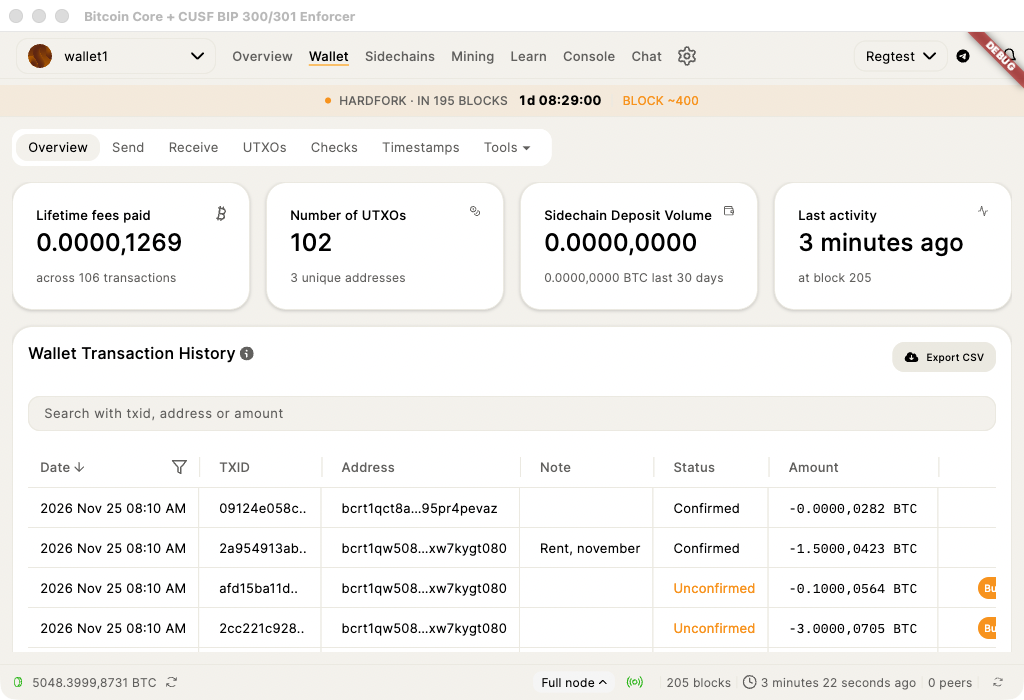 Bitcoin Core + CUSF BIP 300/301 Enforcer
wallet1 Overview Wallet Sidechains Mining Learn Console Chat Regtest DEBUG
HARDFORK · IN 195 BLOCKS 1d 08:29:00 BLOCK ~400
Overview Send Receive UTXOs Checks Timestamps Tools
Lifetime fees paid
0.0000,1269
across 106 transactions
Number of UTXOs
102
3 unique addresses
Sidechain Deposit Volume
0.0000,0000
0.0000,0000 BTC last 30 days
Last activity
3 minutes ago
at block 205
Wallet Transaction History
Export CSV
Search with txid, address or amount
Date TXID Address Note Status Amount
2026 Nov 25 08:10 AM 09124e058c.. bcrt1qct8a...95pr4pevaz Confirmed -0.0000,0282 BTC
2026 Nov 25 08:10 AM 2a954913ab.. bcrt1qw508...xw7kygt080 Rent, november Confirmed -1.5000,0423 BTC
2026 Nov 25 08:10 AM afd15ba11d.. bcrt1qw508...xw7kygt080 Unconfirmed -0.1000,0564 BTC Bu
2026 Nov 25 08:10 AM 2cc221c928.. bcrt1qw508...xw7kygt080 Unconfirmed -3.0000,0705 BTC Bu
5048.3999,8731 BTC Full node 205 blocks 3 minutes 22 seconds ago 0 peers